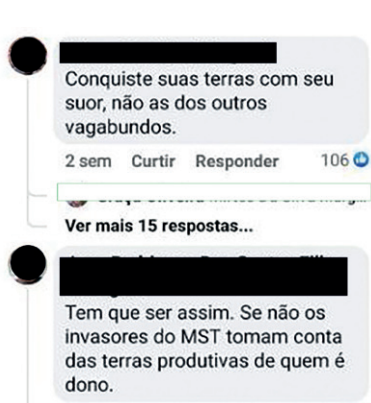 Conquiste suas terras com seu
suor, não as dos outros
vagabundos.
2 sem Curtir Responder 106
Ver mais 15 respostas...
Tem que ser assim. Se não os
invasores do MST tomam conta
das terras produtivas de quem é
dono.